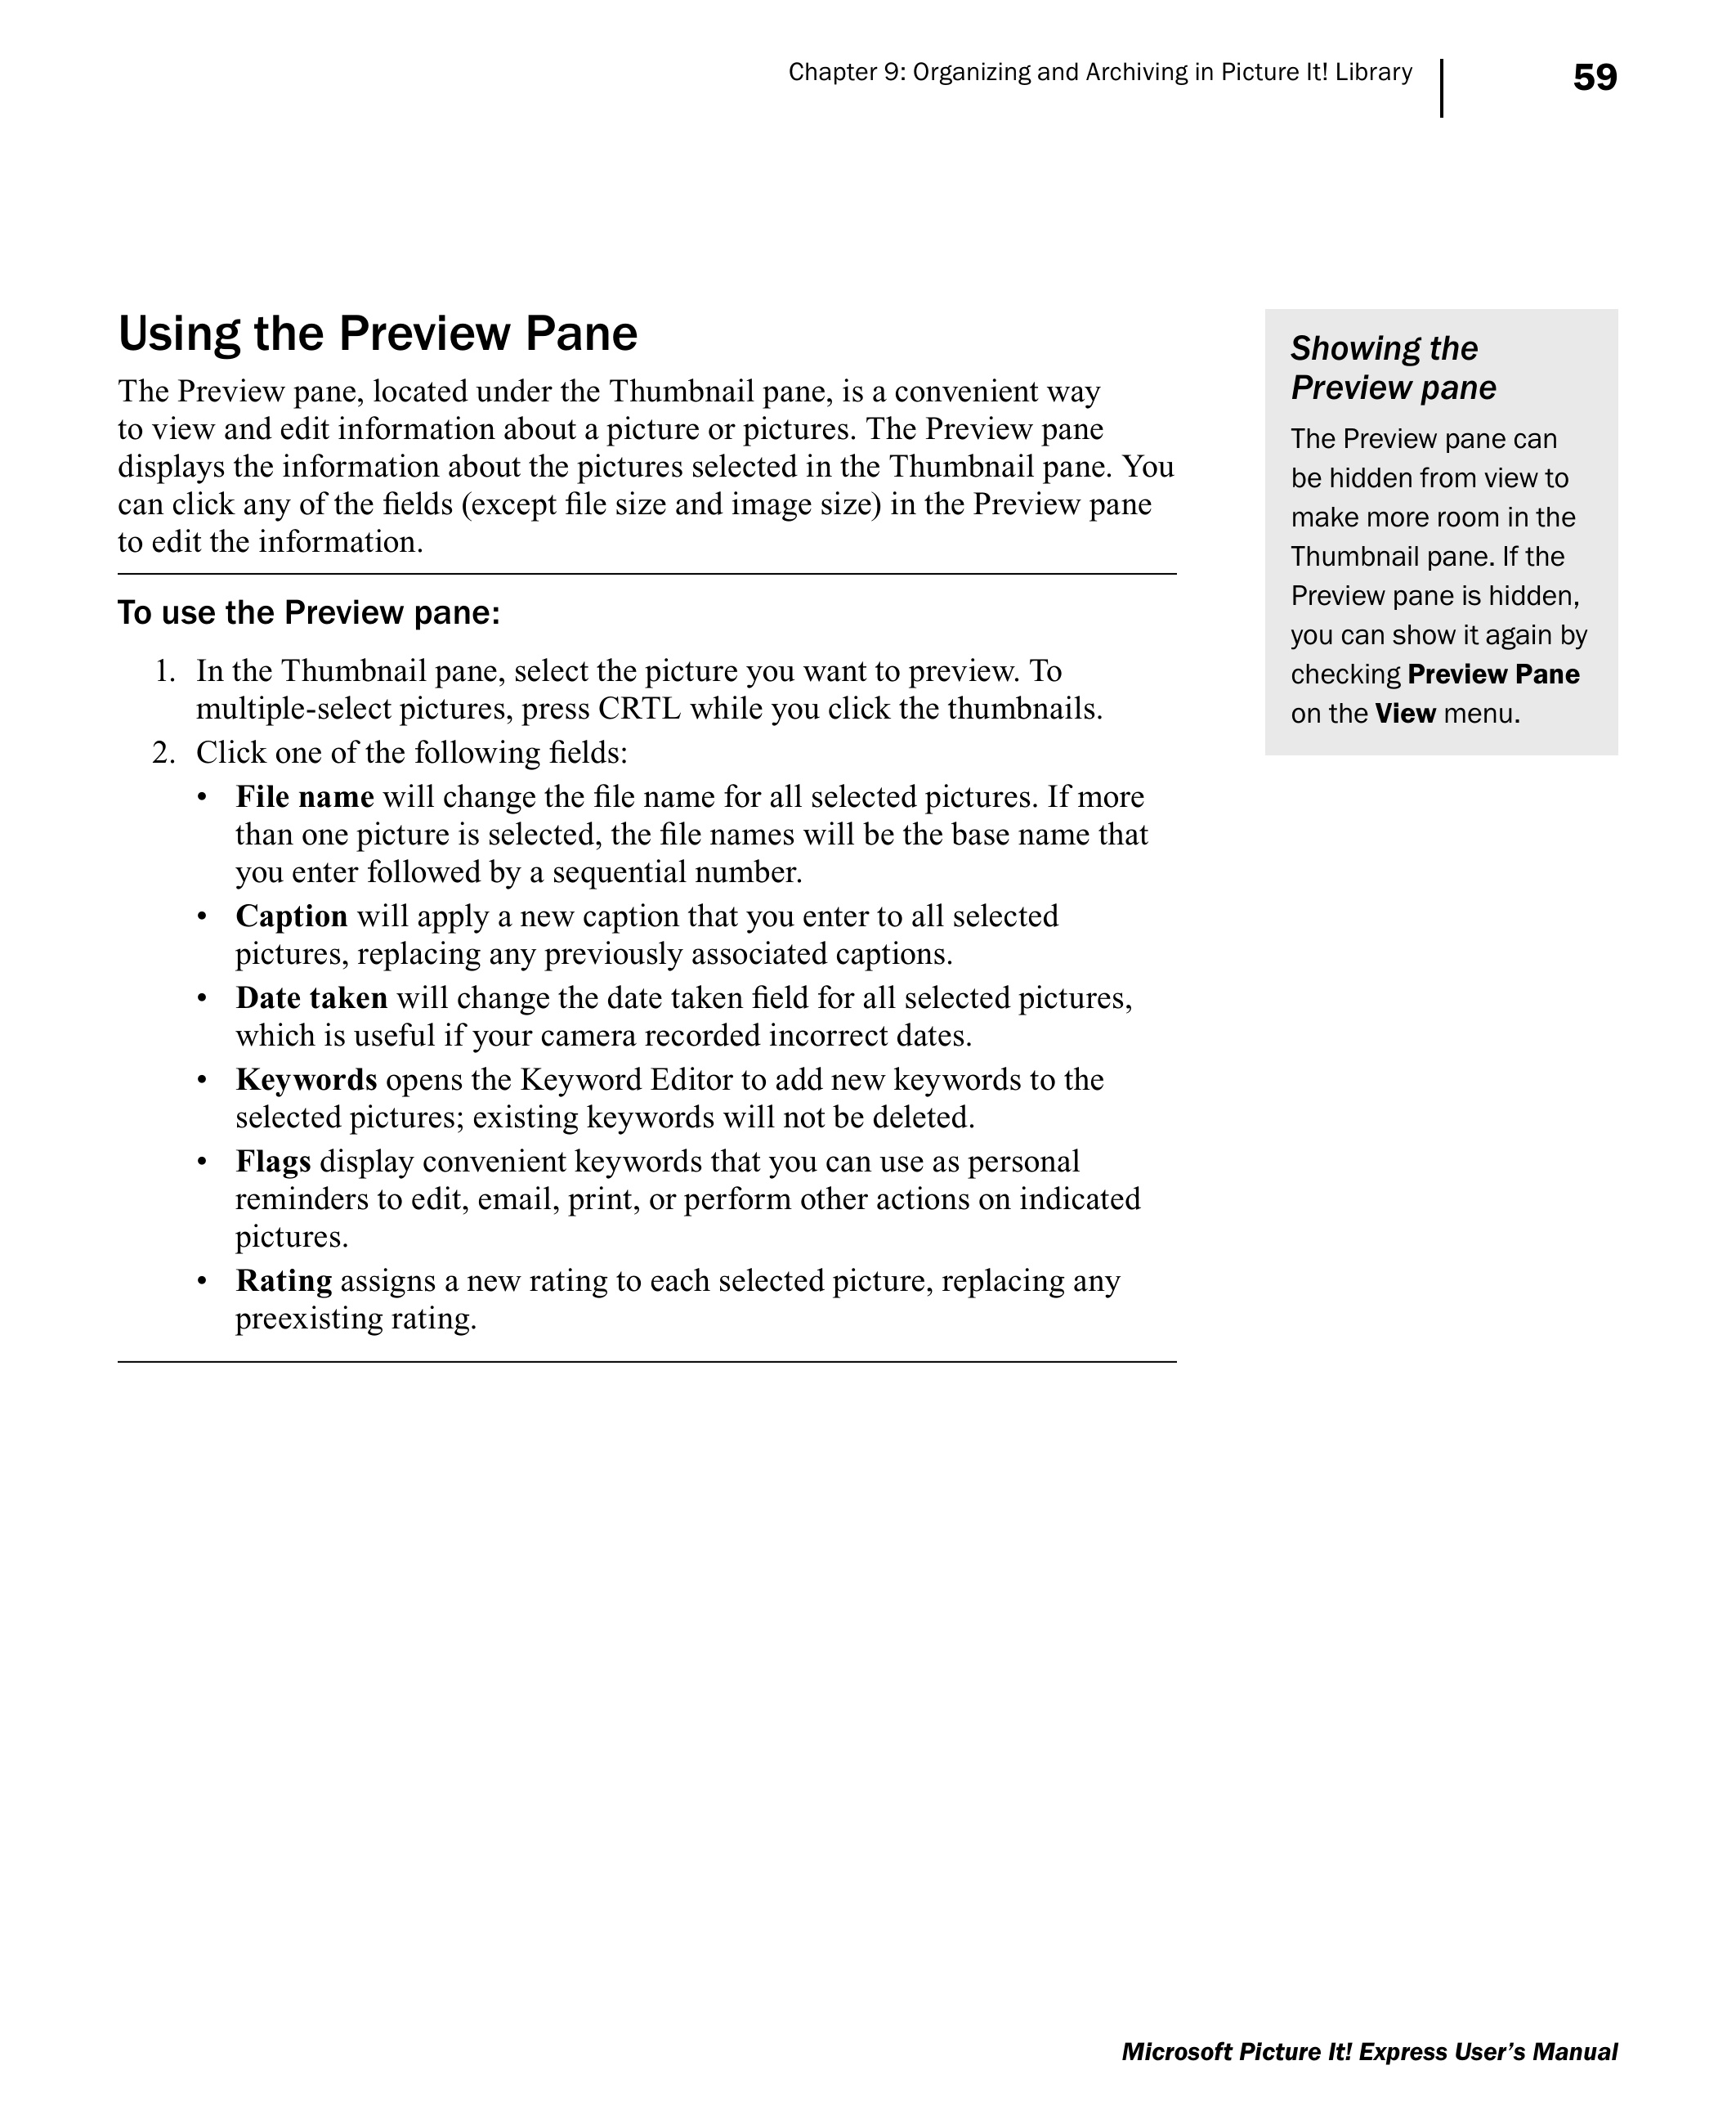 Chapter 9: Organizing and Archiving in Picture It! Library
59
Using the Preview Pane
The Preview pane, located under the Thumbnail pane, is a convenient way
to view and edit information about a picture or pictures. The Preview pane
displays the information about the pictures selected in the Thumbnail pane. You
can click any of the fields (except file size and image size) in the Preview pane
to edit the information.
To use the Preview pane:
1. In the Thumbnail pane, select the picture you want to preview. To
multiple-select pictures, press CRTL while you click the thumbnails.
2. Click one of the following fields:
• File name will change the file name for all selected pictures. If more
than one picture is selected, the file names will be the base name that
you enter followed by a sequential number.
• Caption will apply a new caption that you enter to all selected
pictures, replacing any previously associated captions.
• Date taken will change the date taken field for all selected pictures,
which is useful if your camera recorded incorrect dates.
• Keywords opens the Keyword Editor to add new keywords to the
selected pictures; existing keywords will not be deleted.
• Flags display convenient keywords that you can use as personal
reminders to edit, email, print, or perform other actions on indicated
pictures.
• Rating assigns a new rating to each selected picture, replacing any
preexisting rating.
Showing the
Preview pane
The Preview pane can
be hidden from view to
make more room in the
Thumbnail pane. If the
Preview pane is hidden,
you can show it again by
checking Preview Pane
on the View menu.
Microsoft Picture It! Express User’s Manual